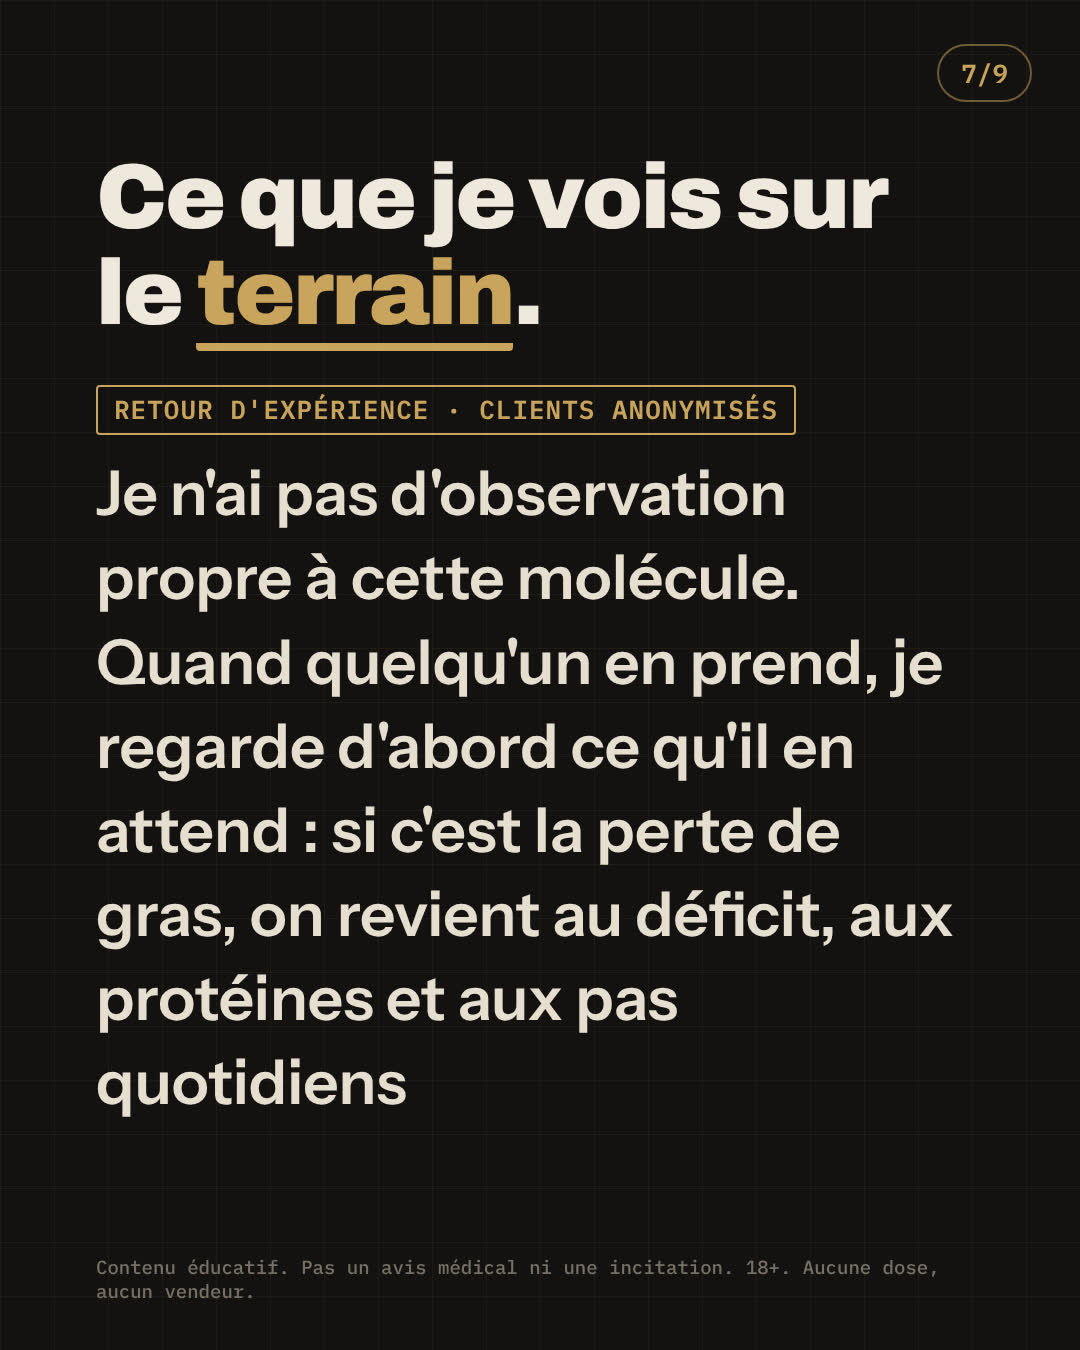 7/9
Ce que je vois sur
le terrain.
RETOUR D'EXPÉRIENCE · CLIENTS ANONYMISÉS
Je n'ai pas d'observation
propre à cette molécule.
Quand quelqu'un en prend, je
regarde d'abord ce qu'il en
attend : si c'est la perte de
gras, on revient au déficit, aux
protéines et aux pas
quotidiens
Contenu éducatif. Pas un avis médical ni une incitation. 18+. Aucune dose,
aucun vendeur.